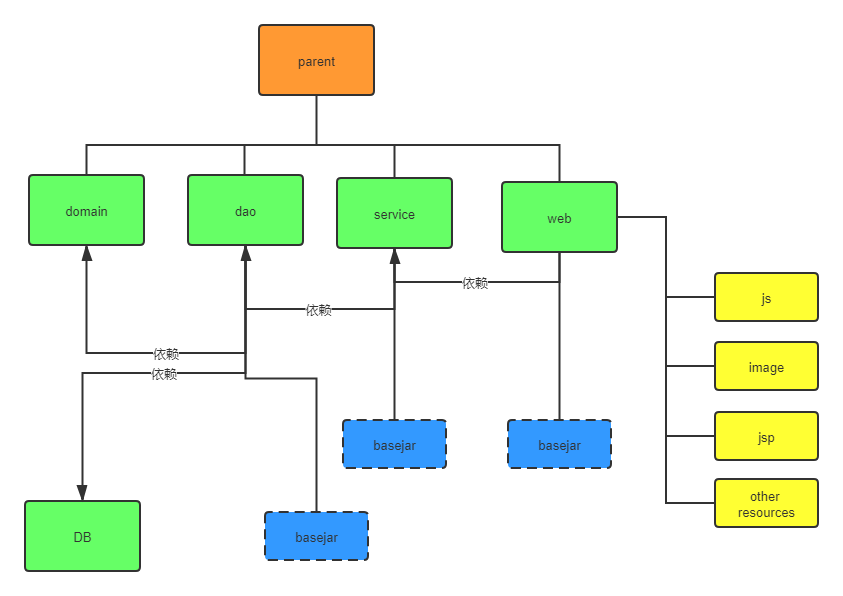 parent
domain
dao
service
web
依赖
依赖
js
依赖
依赖
image
basejar
basejar
jsp
other
resources
DB
basejar